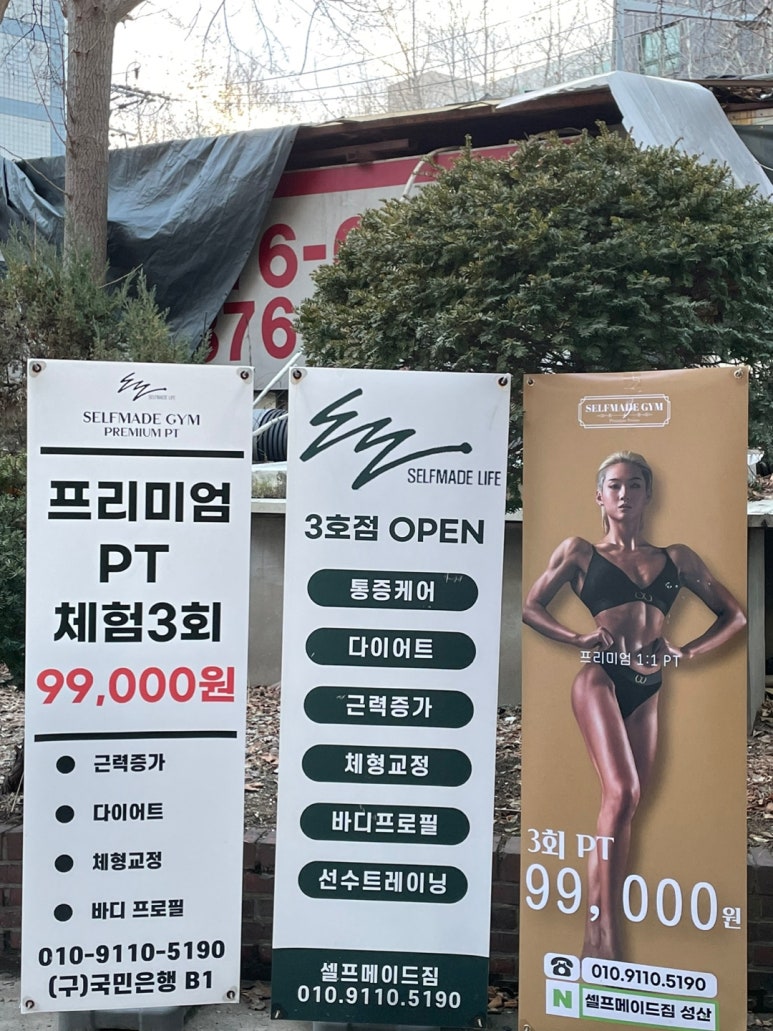 6-
376
SELFMADE LIFE
SELFMADE GYM
PREMIUM PT
프리미엄
PT
체험3회
99,000원
근력증가
다이어트
체형교정
바디 프로필
010-9110-5190
(구)국민은행 B1
SELFMADE LIFE
3호점 OPEN
통증케어
다이어트
근력증가
체형교정
바디프로필
선수트레이닝
셀프메이드짐
010.9110.5190
SELFMADE GYM
프리미엄 1:1 PT
3회 PT
99,000원
010.9110.5190
N 셀프메이드짐 성산